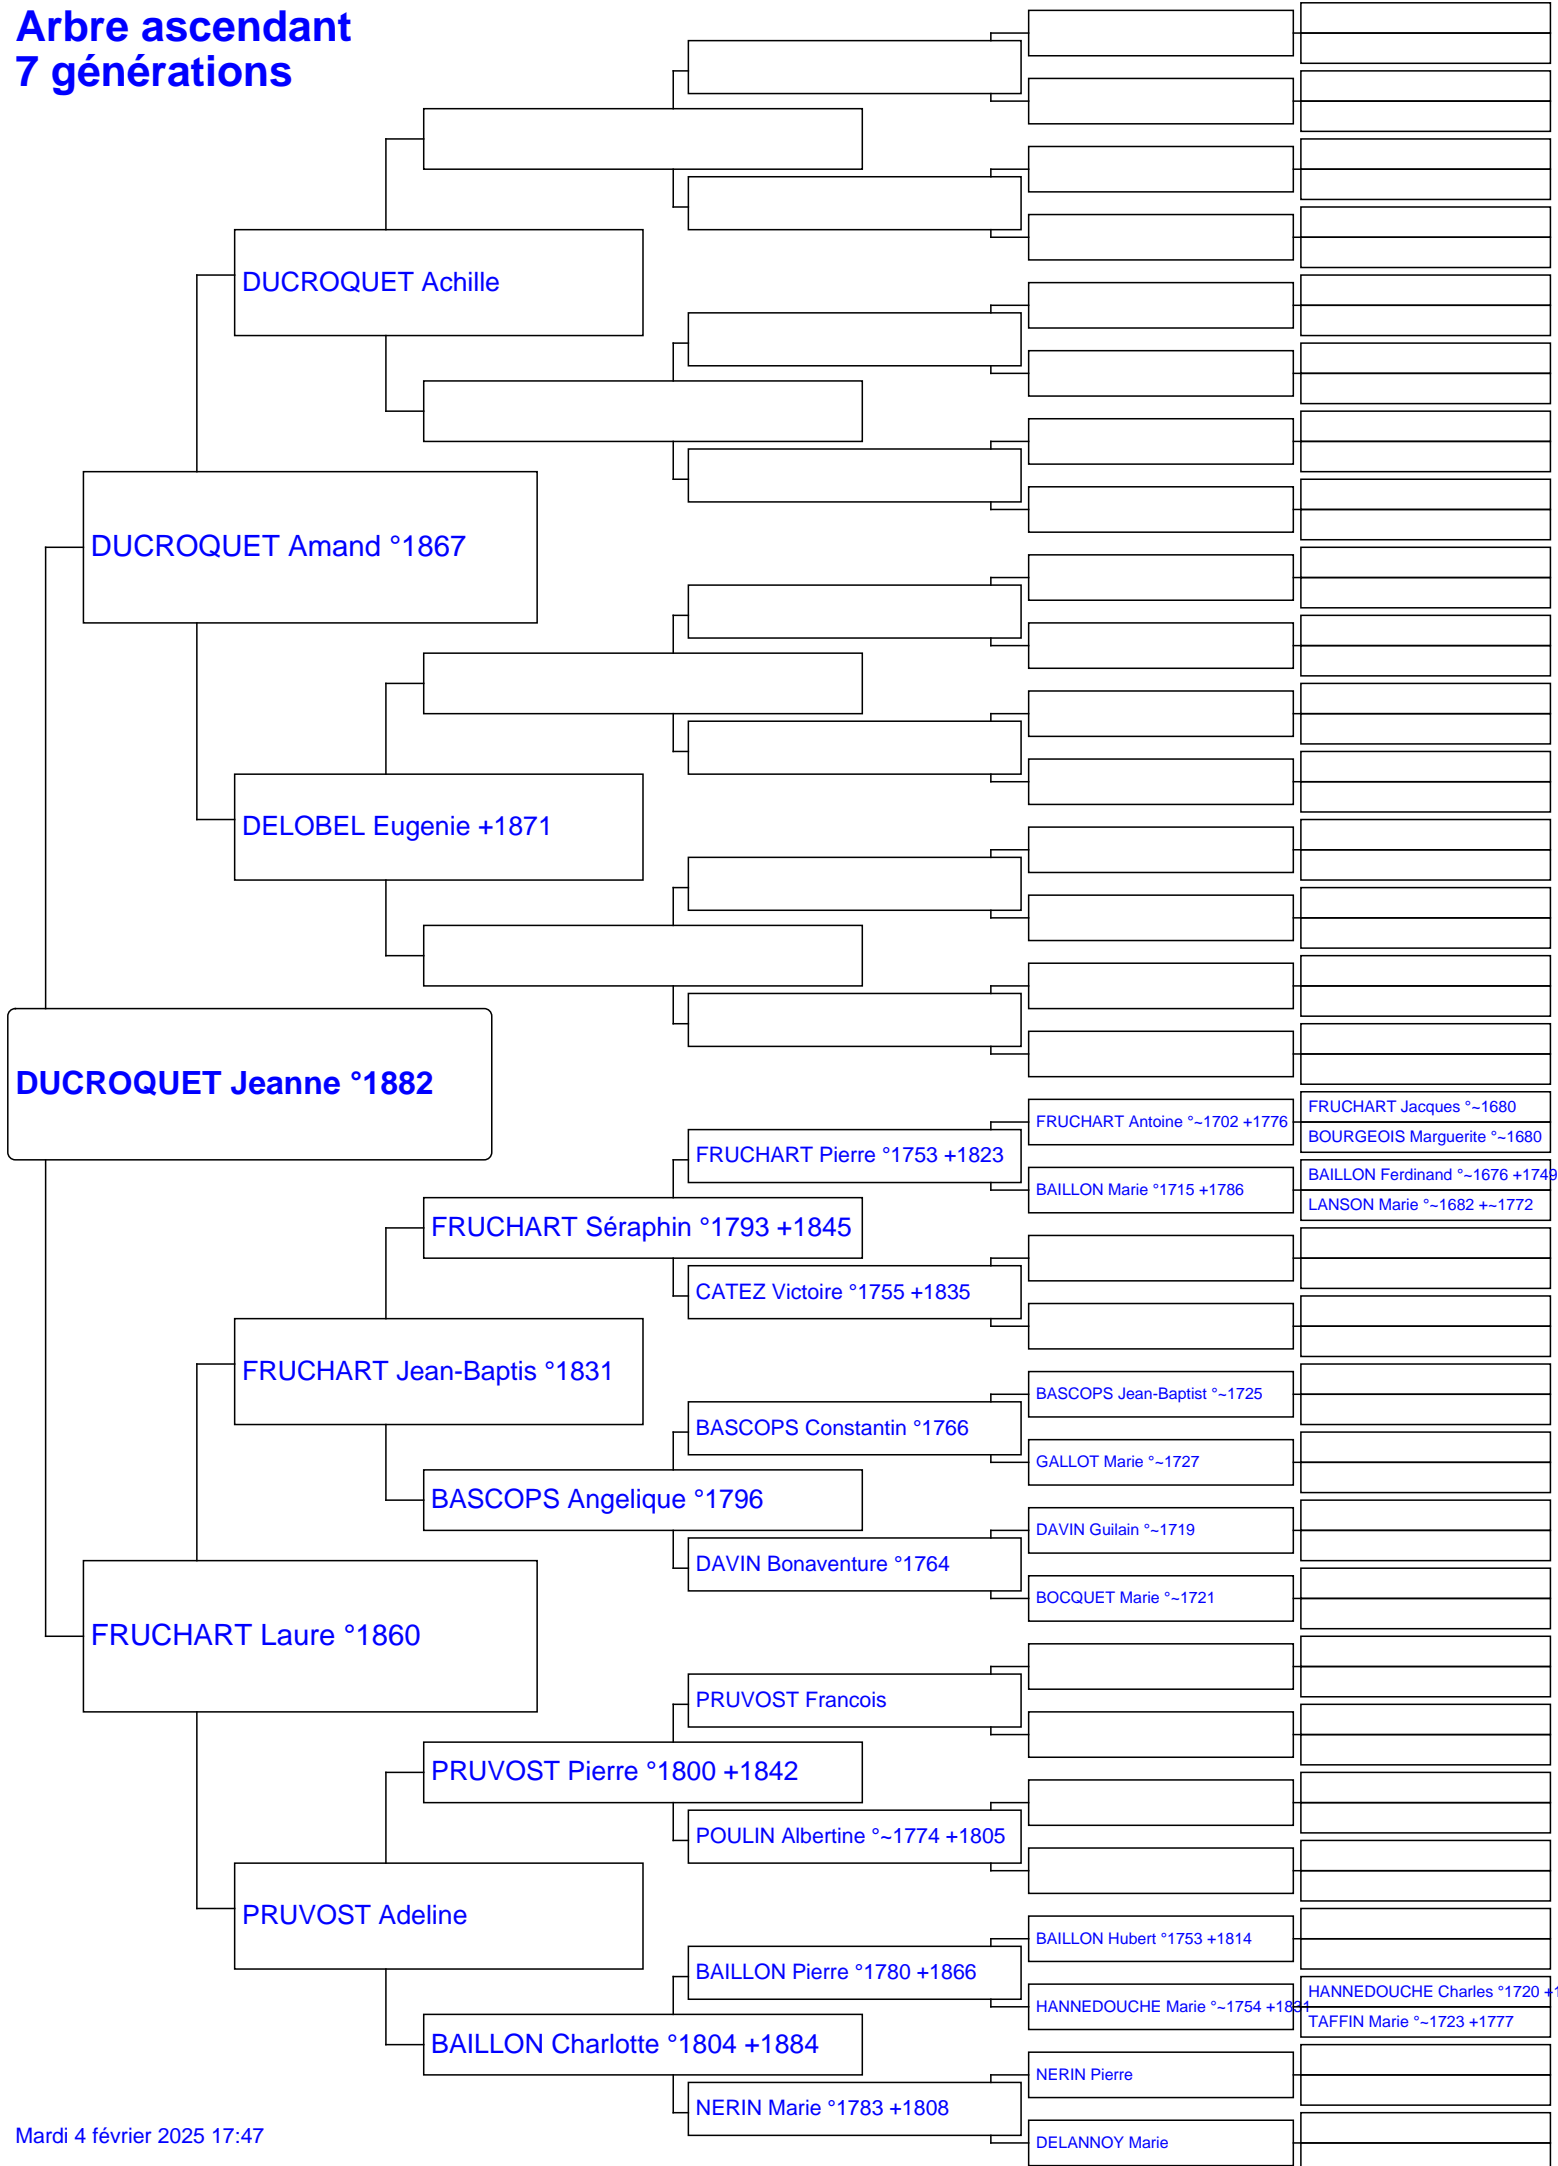 Arbre ascendant
7 générations
DUCROQUET Achille
DUCROQUET Amand °1867
DELOBEL Eugenie +1871
DUCROQUET Jeanne °1882
FRUCHART Jacques °~1680
FRUCHART Antoine °~1702 +1776
BOURGEOIS Marguerite °~1680
FRUCHART Pierre °1753 +1823
BAILLON Ferdinand °~1676 +1749
BAILLON Marie °1715 +1786
LANSON Marie °~1682 +~1772
FRUCHART Séraphin °1793 +1845
CATEZ Victoire °1755 +1835
FRUCHART Jean-Baptis °1831
BASCOPS Jean-Baptist °~1725
BASCOPS Constantin °1766
GALLOT Marie °~1727
BASCOPS Angelique °1796
DAVIN Guilain °~1719
DAVIN Bonaventure °1764
BOCQUET Marie °~1721
FRUCHART Laure °1860
PRUVOST Francois
PRUVOST Pierre °1800 +1842
POULIN Albertine °~1774 +1805
PRUVOST Adeline
BAILLON Hubert °1753 +1814
BAILLON Pierre °1780 +1866
HANNEDOUCHE Charles °1720 +1
HANNEDOUCHE Marie °~1754 +1831
TAFFIN Marie °~1723 +1777
BAILLON Charlotte °1804 +1884
NERIN Pierre
NERIN Marie °1783 +1808
DELANNOY Marie
Mardi 4 février 2025 17:47